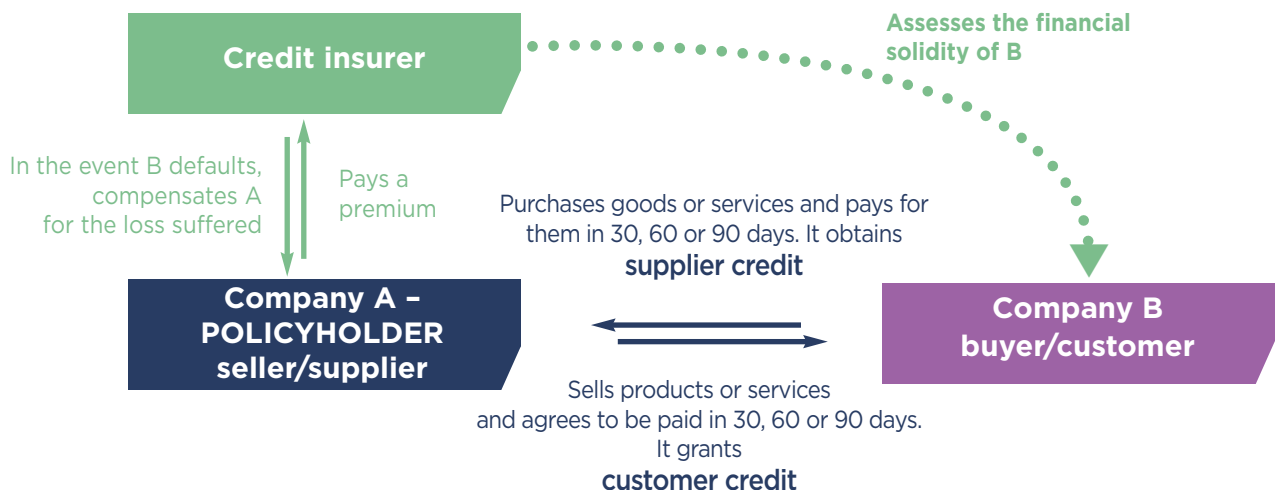 Credit insurer
Assesses the financial
solidity of B
In the event B defaults,
compensates A
for the loss suffered
Pays a
premium
Purchases goods or services and pays for
them in 30, 60 or 90 days. It obtains
supplier credit
Company A –
POLICYHOLDER
seller/supplier
Company B
buyer/customer
Sells products or services
and agrees to be paid in 30, 60 or 90 days.
It grants
customer credit